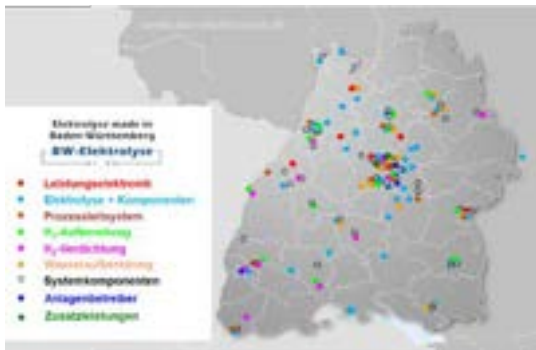 Elektrolyse made in
Baden-Württemberg
BW-Elektrolyse
Leistungselektronik
Elektrolyse + Komponenten
Prozessleitsystem
H₂-Aufbereitung
H₂-Verdichtung
Wasseraufbereitung
Systemkomponenten
Anlagenbetreiber
Zusatzleistungen